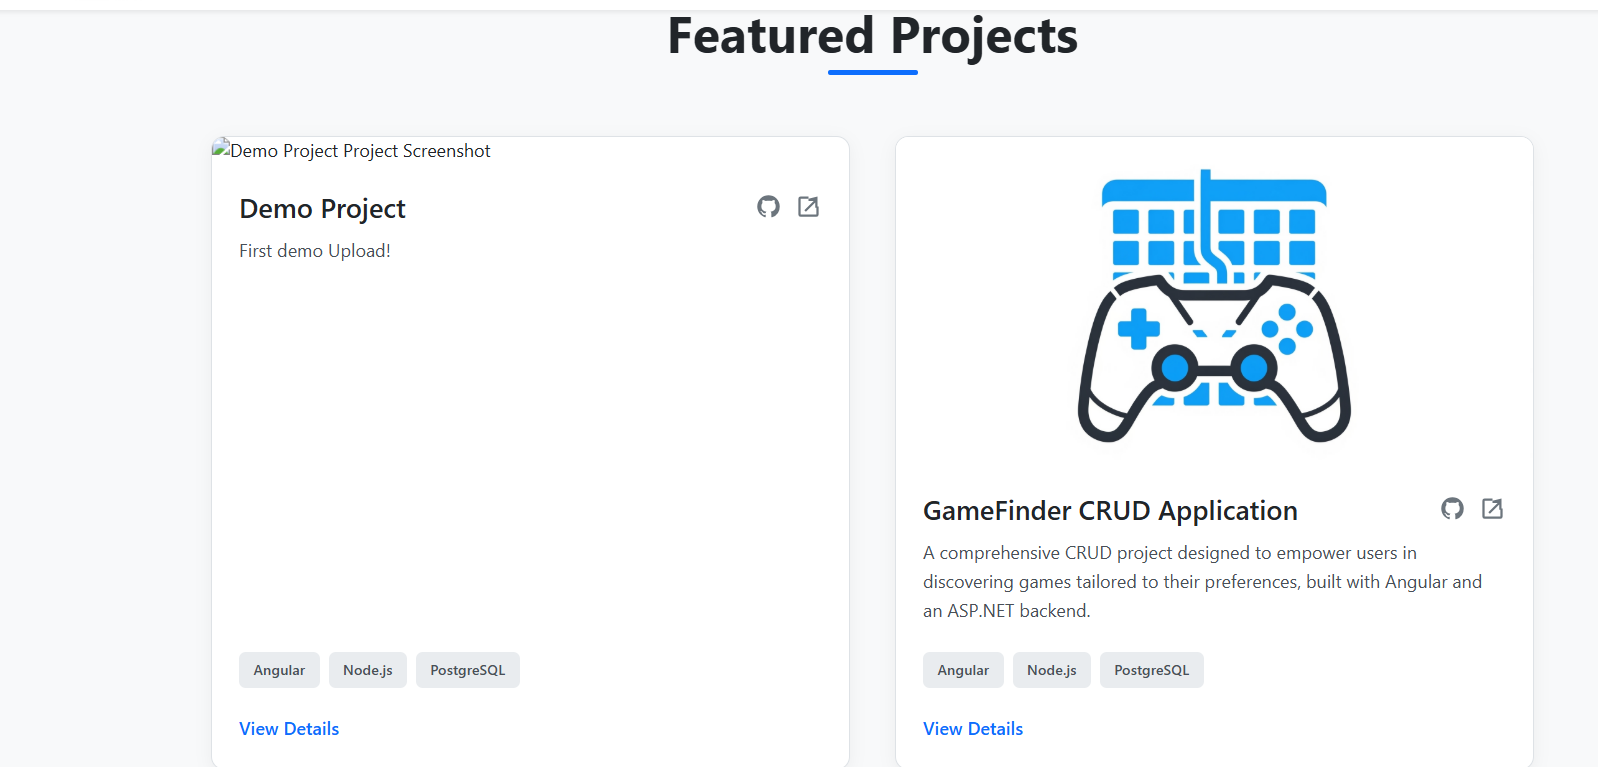 Featured Projects
Demo Project Project Screenshot
Demo Project
First demo Upload!
Angular
Node.js
PostgreSQL
View Details
GameFinder CRUD Application
A comprehensive CRUD project designed to empower users in
discovering games tailored to their preferences, built with Angular and
an ASP.NET backend.
Angular
Node.js
PostgreSQL
View Details